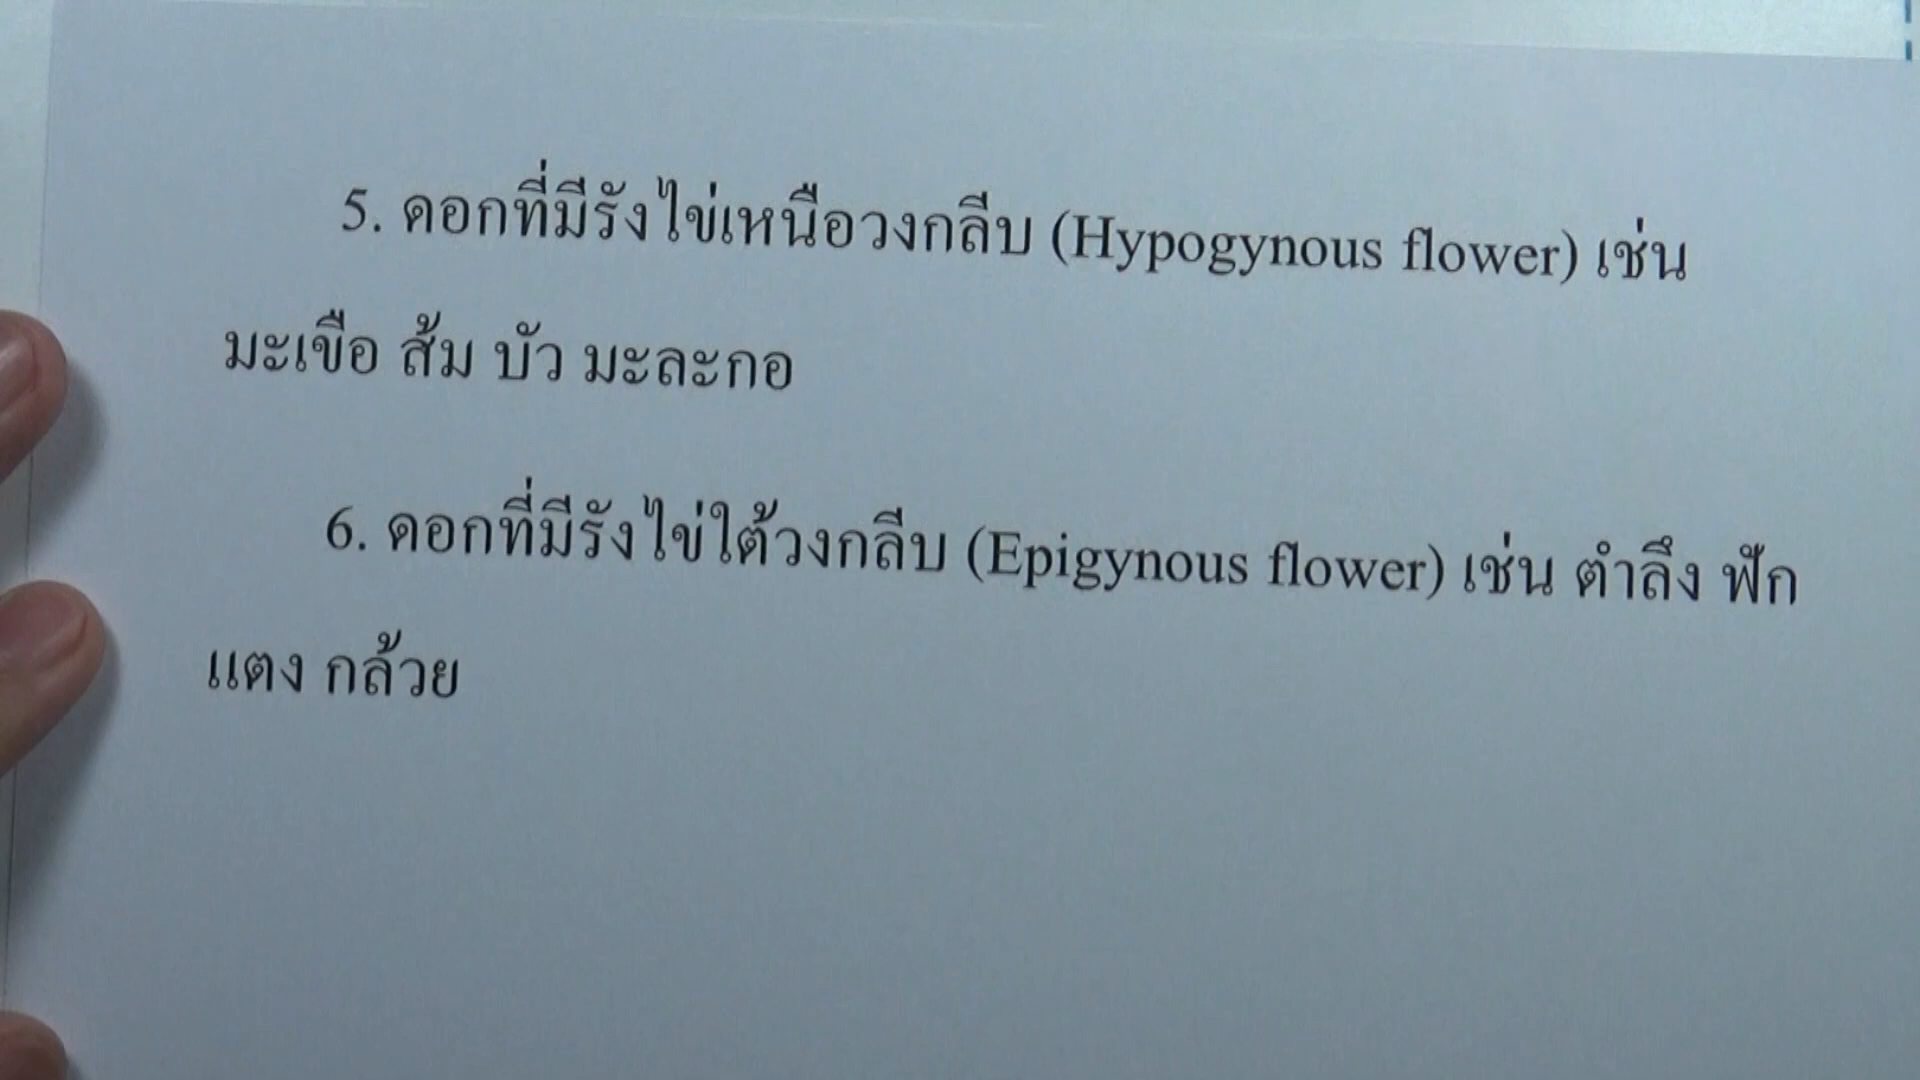 5. ดอกที่มีรังไข่เหนือวงกลีบ (Hypogynous flower) เช่น
มะเขือ ส้ม บัว มะละกอ
6. ดอกที่มีรังไข่ใต้วงกลีบ (Epigynous flower) เช่น ตำลึง ฟัก
แตง กล้วย